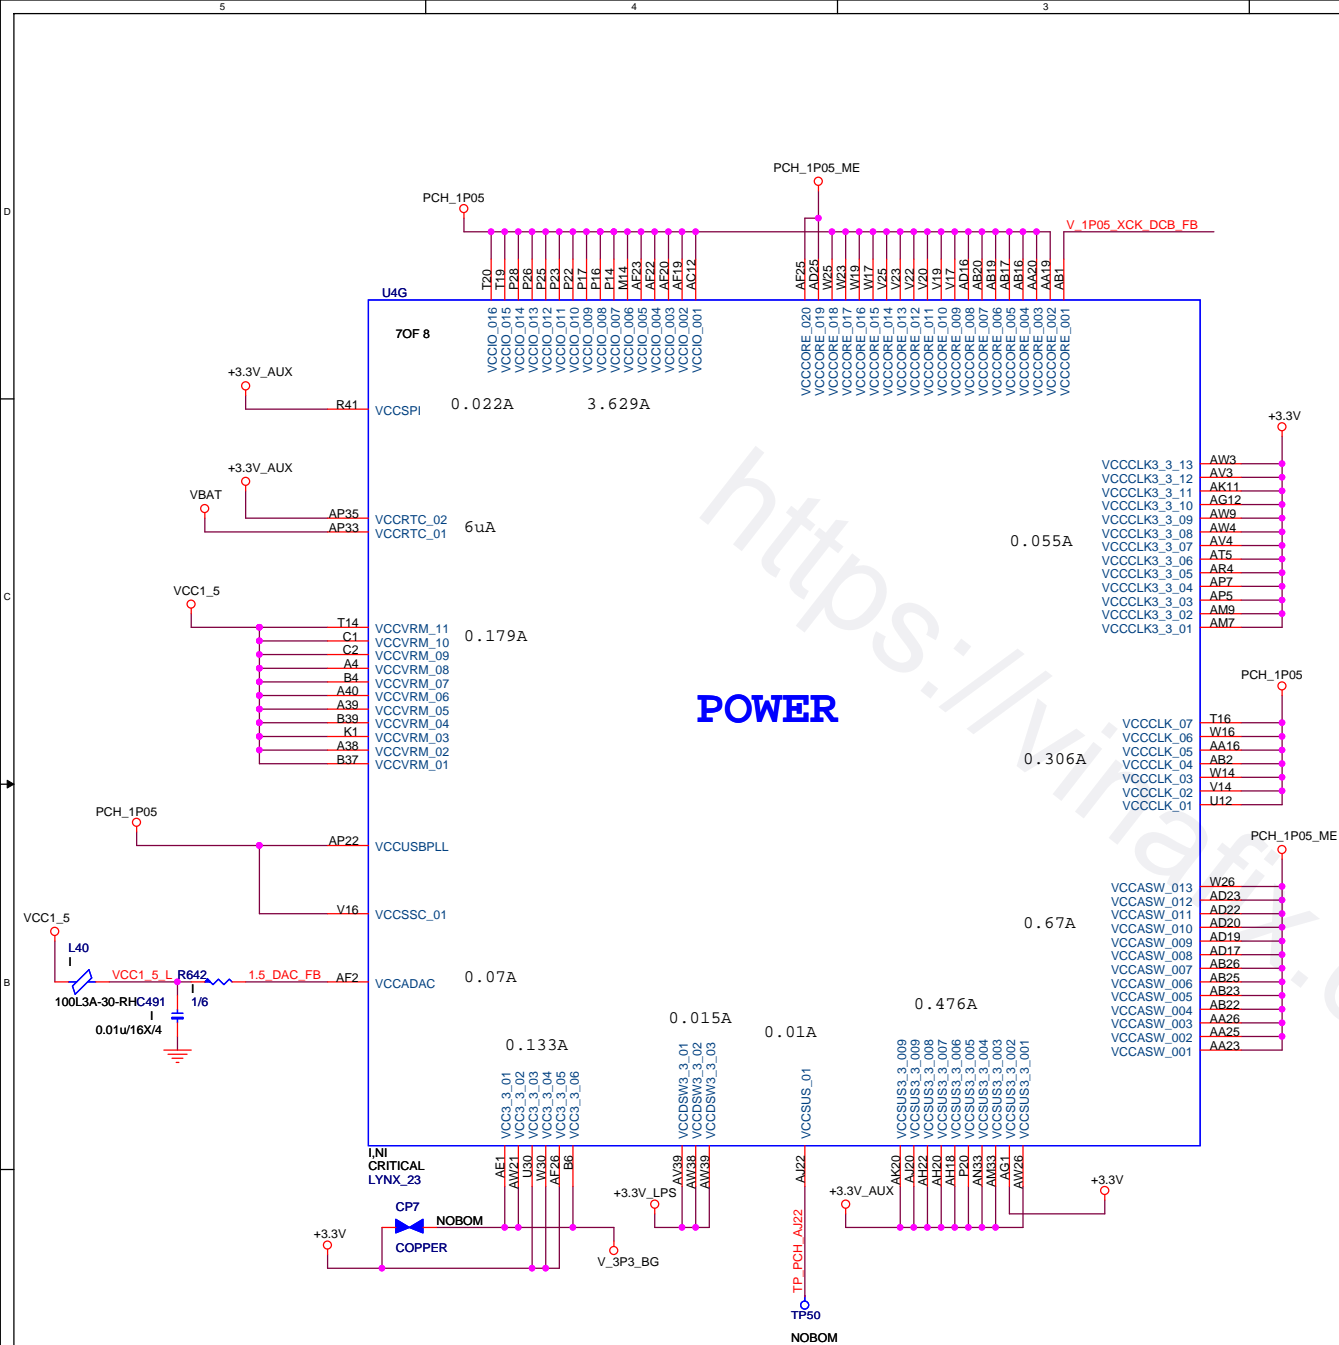 5 4 3
D
C
B
PCH_1P05_ME
PCH_1P05
V_1P05_XCK_DCB_FB
T20 T19 P28 P26 P25 P23 P22 P17 P16 P14 M14 AF23 AF22 AF20 AF19 AC12
AF25 AD25 W25 W23 W19 W17 V25 V23 V22 V20 V19 V17 AD16 AB20 AB19 AB17 AB16 AA20 AA19 AB1
U4G
7OF 8
VCCIO_016 VCCIO_015 VCCIO_014 VCCIO_013 VCCIO_012 VCCIO_011 VCCIO_010 VCCIO_009 VCCIO_008 VCCIO_007 VCCIO_006 VCCIO_005 VCCIO_004 VCCIO_003 VCCIO_002 VCCIO_001
VCCCORE_020 VCCCORE_019 VCCCORE_018 VCCCORE_017 VCCCORE_016 VCCCORE_015 VCCCORE_014 VCCCORE_013 VCCCORE_012 VCCCORE_011 VCCCORE_010 VCCCORE_009 VCCCORE_008 VCCCORE_007 VCCCORE_006 VCCCORE_005 VCCCORE_004 VCCCORE_003 VCCCORE_002 VCCCORE_001
+3.3V_AUX
R41 VCCSPI 0.022A 3.629A
+3.3V_AUX
VBAT
AP35 VCCRTC_02
AP33 VCCRTC_01
6uA
VCC1_5
T14 VCCVRM_11
C1 VCCVRM_10
C2 VCCVRM_09
A4 VCCVRM_08
B4 VCCVRM_07
A40 VCCVRM_06
A39 VCCVRM_05
B39 VCCVRM_04
K1 VCCVRM_03
A38 VCCVRM_02
B37 VCCVRM_01
0.179A
POWER
PCH_1P05
AP22 VCCUSBPLL
V16 VCCSSC_01
VCC1_5
L40
I
100L3A-30-RH
VCC1_5_L
R642
I
1/6
1.5_DAC_FB
AF2 VCCADAC 0.07A
C491
I
0.01u/16X/4
+3.3V
VCCCLK3_3_13 AW3
VCCCLK3_3_12 AV3
VCCCLK3_3_11 AK11
VCCCLK3_3_10 AG12
VCCCLK3_3_09 AW9
VCCCLK3_3_08 AW4
VCCCLK3_3_07 AV4
VCCCLK3_3_06 AT5
VCCCLK3_3_05 AR4
VCCCLK3_3_04 AP7
VCCCLK3_3_03 AP5
VCCCLK3_3_02 AM9
VCCCLK3_3_01 AM7
0.055A
PCH_1P05
VCCCLK_07 T16
VCCCLK_06 W16
VCCCLK_05 AA16
VCCCLK_04 AB2
VCCCLK_03 W14
VCCCLK_02 V14
VCCCLK_01 U12
0.306A
PCH_1P05_ME
VCCASW_013 W26
VCCASW_012 AD23
VCCASW_011 AD22
VCCASW_010 AD20
VCCASW_009 AD19
VCCASW_008 AD17
VCCASW_007 AB26
VCCASW_006 AB25
VCCASW_005 AB23
VCCASW_004 AB22
VCCASW_003 AA26
VCCASW_002 AA25
VCCASW_001 AA23
0.67A
0.133A 0.015A 0.01A 0.476A
VCC3_3_01 VCC3_3_02 VCC3_3_03 VCC3_3_04 VCC3_3_05 VCC3_3_06
VCCDSW3_3_01 VCCDSW3_3_02 VCCDSW3_3_03
VCCSUS_01
VCCSUS3_3_009 VCCSUS3_3_009 VCCSUS3_3_008 VCCSUS3_3_007 VCCSUS3_3_006 VCCSUS3_3_005 VCCSUS3_3_004 VCCSUS3_3_003 VCCSUS3_3_002 VCCSUS3_3_001
I,NI
CRITICAL
LYNX_23
AE1 AW21 U30 W30 AF26 B6
AV39 AW38 AW39
AJ22
AK20 AJ20 AH22 AH20 AH18 P20 AN33 AM33 AG1 AW26
CP7
NOBOM
COPPER
+3.3V
V_3P3_BG
+3.3V_LPS
TP_PCH_AJ22
TP50
NOBOM
+3.3V_AUX
+3.3V
https://vinafix.c